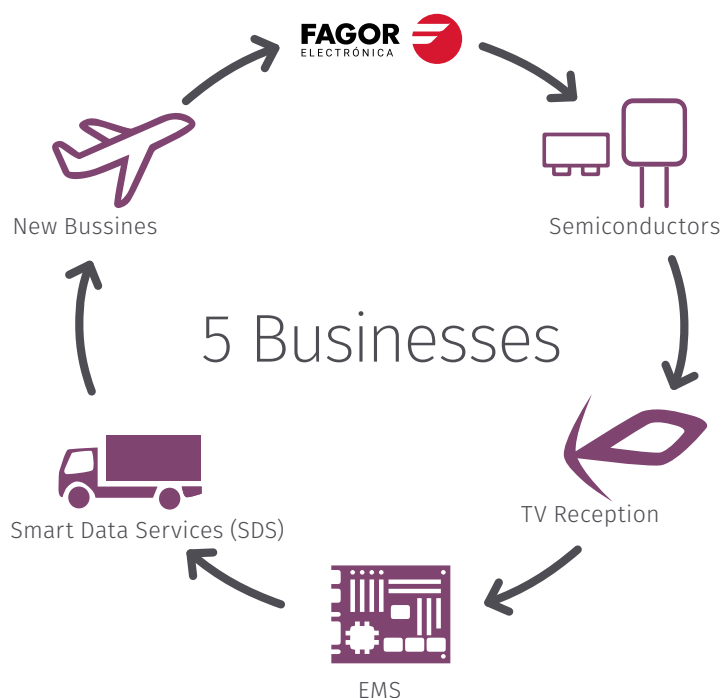 FAGOR
ELECTRÓNICA
Semiconductors
New Bussines
5 Businesses
TV Reception
Smart Data Services (SDS)
EMS